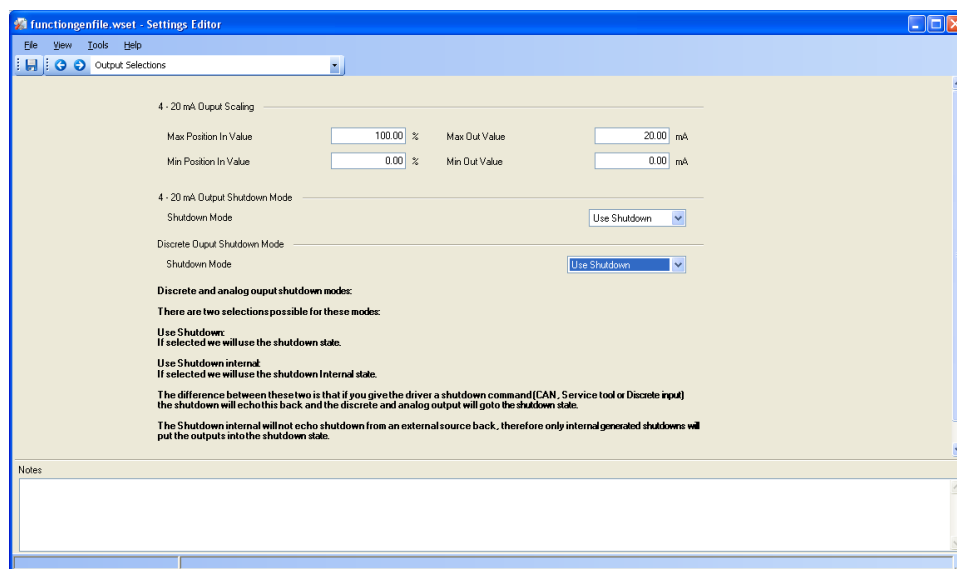 functiongenfile.wset - Settings Editor
File View Tools Help
Output Selections
4 - 20 mA Ouput Scaling
Max Position In Value 100.00 % Max Out Value 20.00 mA
Min Position In Value 0.00 % Min Out Value 0.00 mA
4 - 20 mA Output Shutdown Mode
Shutdown Mode Use Shutdown
Discrete Ouput Shutdown Mode
Shutdown Mode Use Shutdown
Discrete and analog ouput shutdown modes:
There are two selections possible for these modes:
Use Shutdown:
If selected we will use the shutdown state.
Use Shutdown internal:
If selected we will use the shutdown Internal state.
The difference between these two is that if you give the driver a shutdown command (CAN, Service tool or Discrete input)
the shutdown will echo this back and the discrete and analog output will go to the shutdown state.
The Shutdown internal will not echo shutdown from an external source back, therefore only internal generated shutdowns will
put the outputs into the shutdown state.
Notes